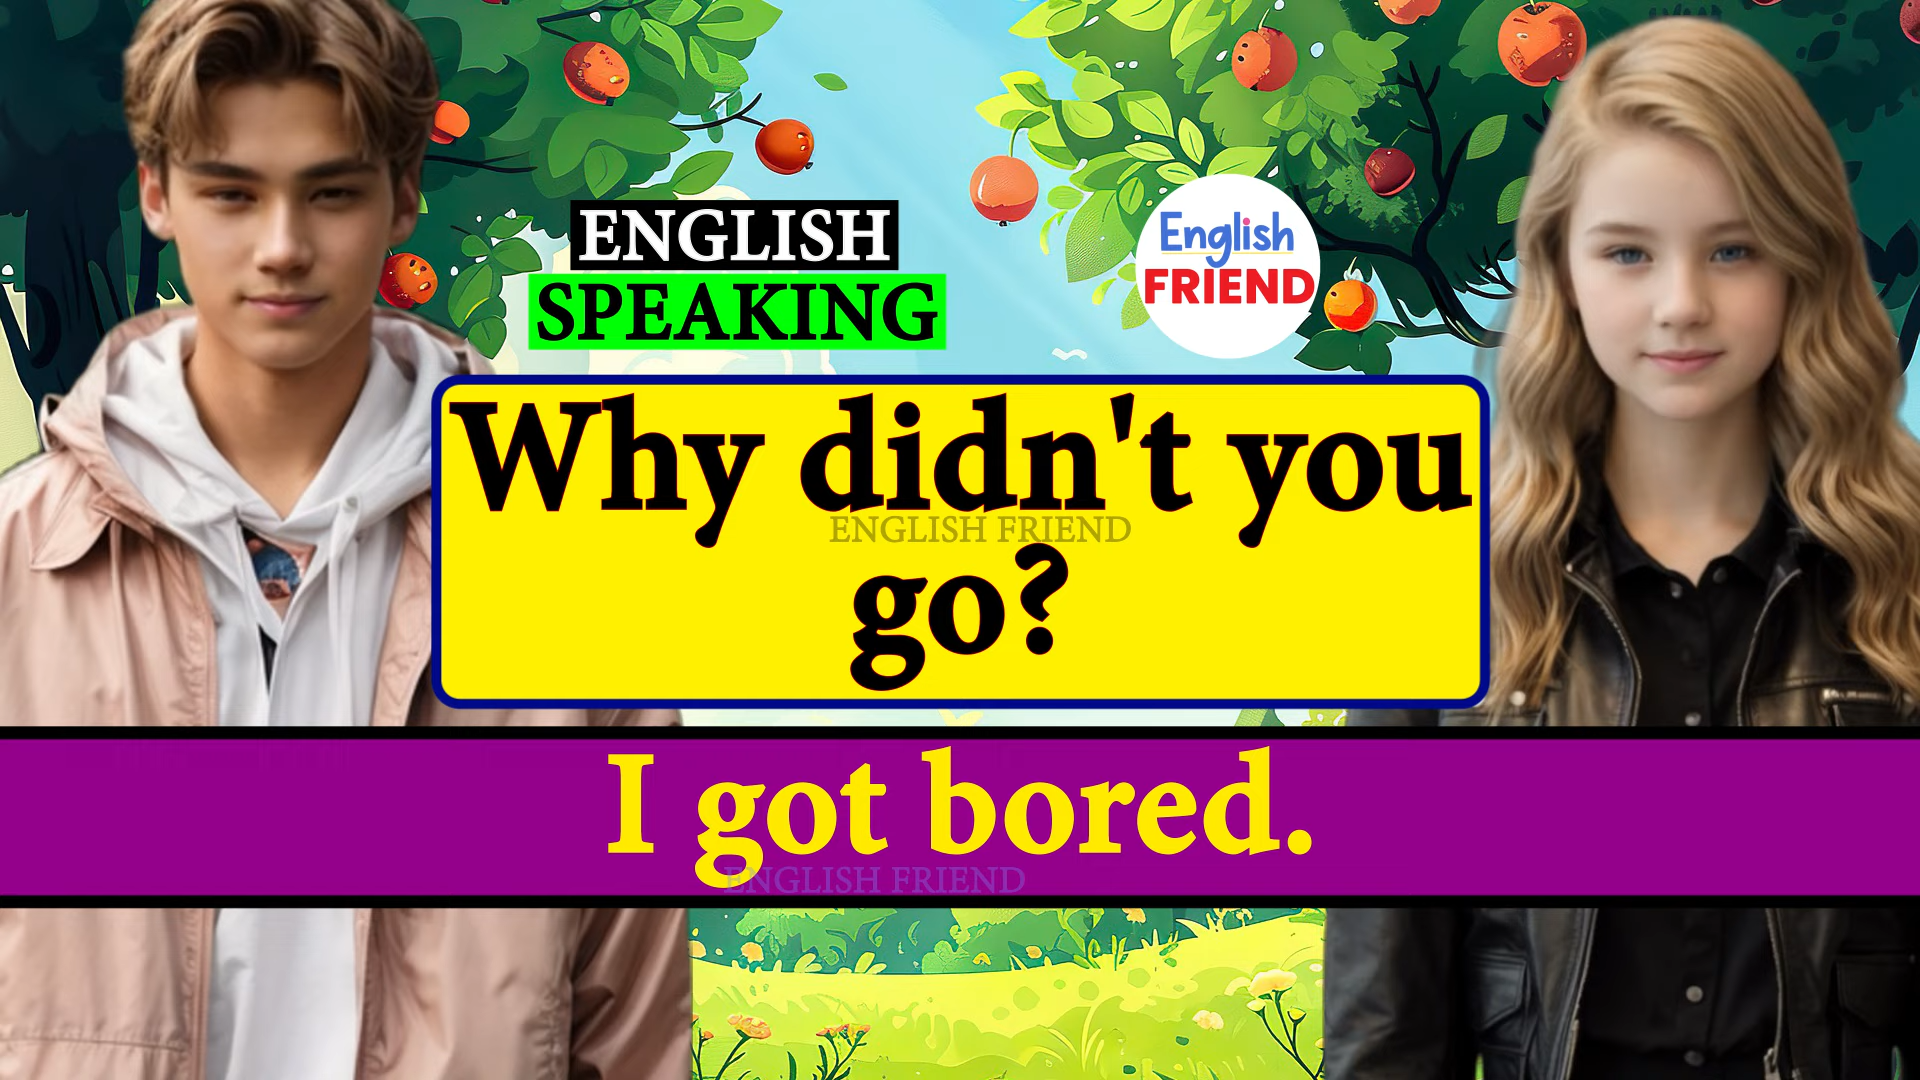 ENGLISH
SPEAKING
English
FRIEND
Why didn't you
ENGLISH FRIEND
go?
I got bored.
ENGLISH FRIEND